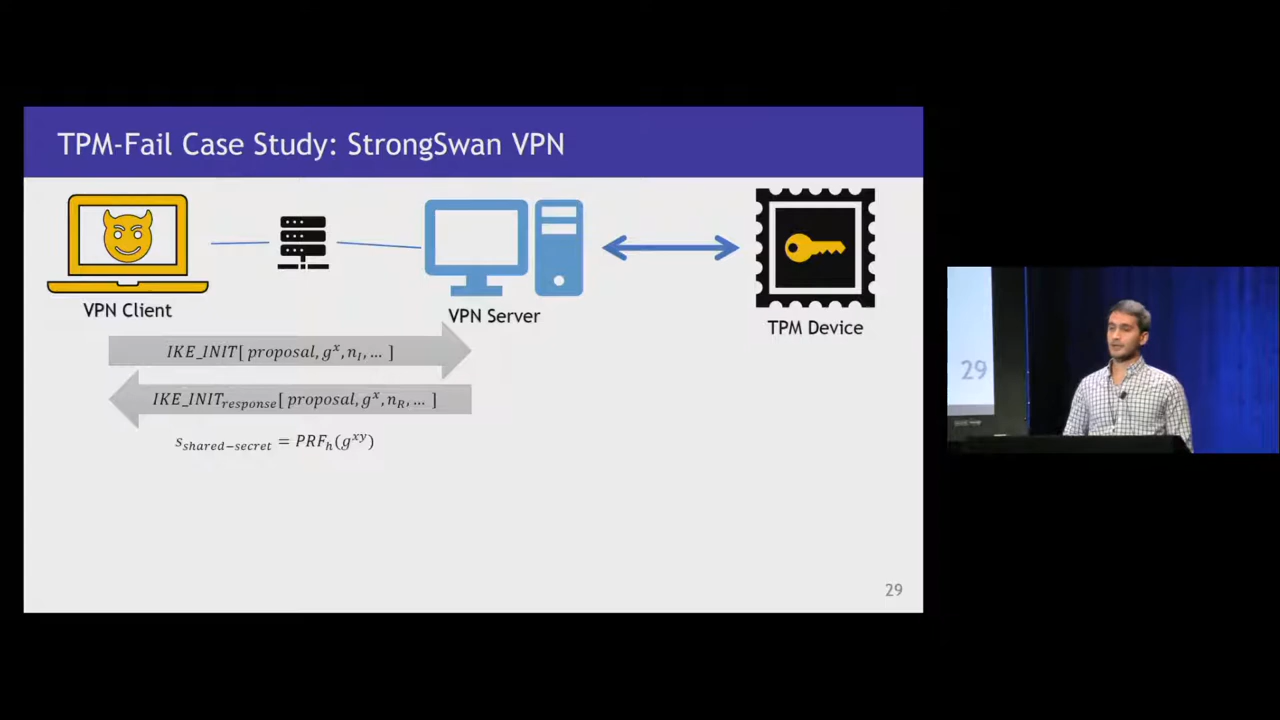 TPM-Fail Case Study: StrongSwan VPN
VPN Client
VPN Server
TPM Device
IKE_INIT[ proposal, g^x, n_I, … ]
IKE_INIT_response[ proposal, g^x, n_R, … ]
s_shared−secret = PRF_h(g^xy)
29
29